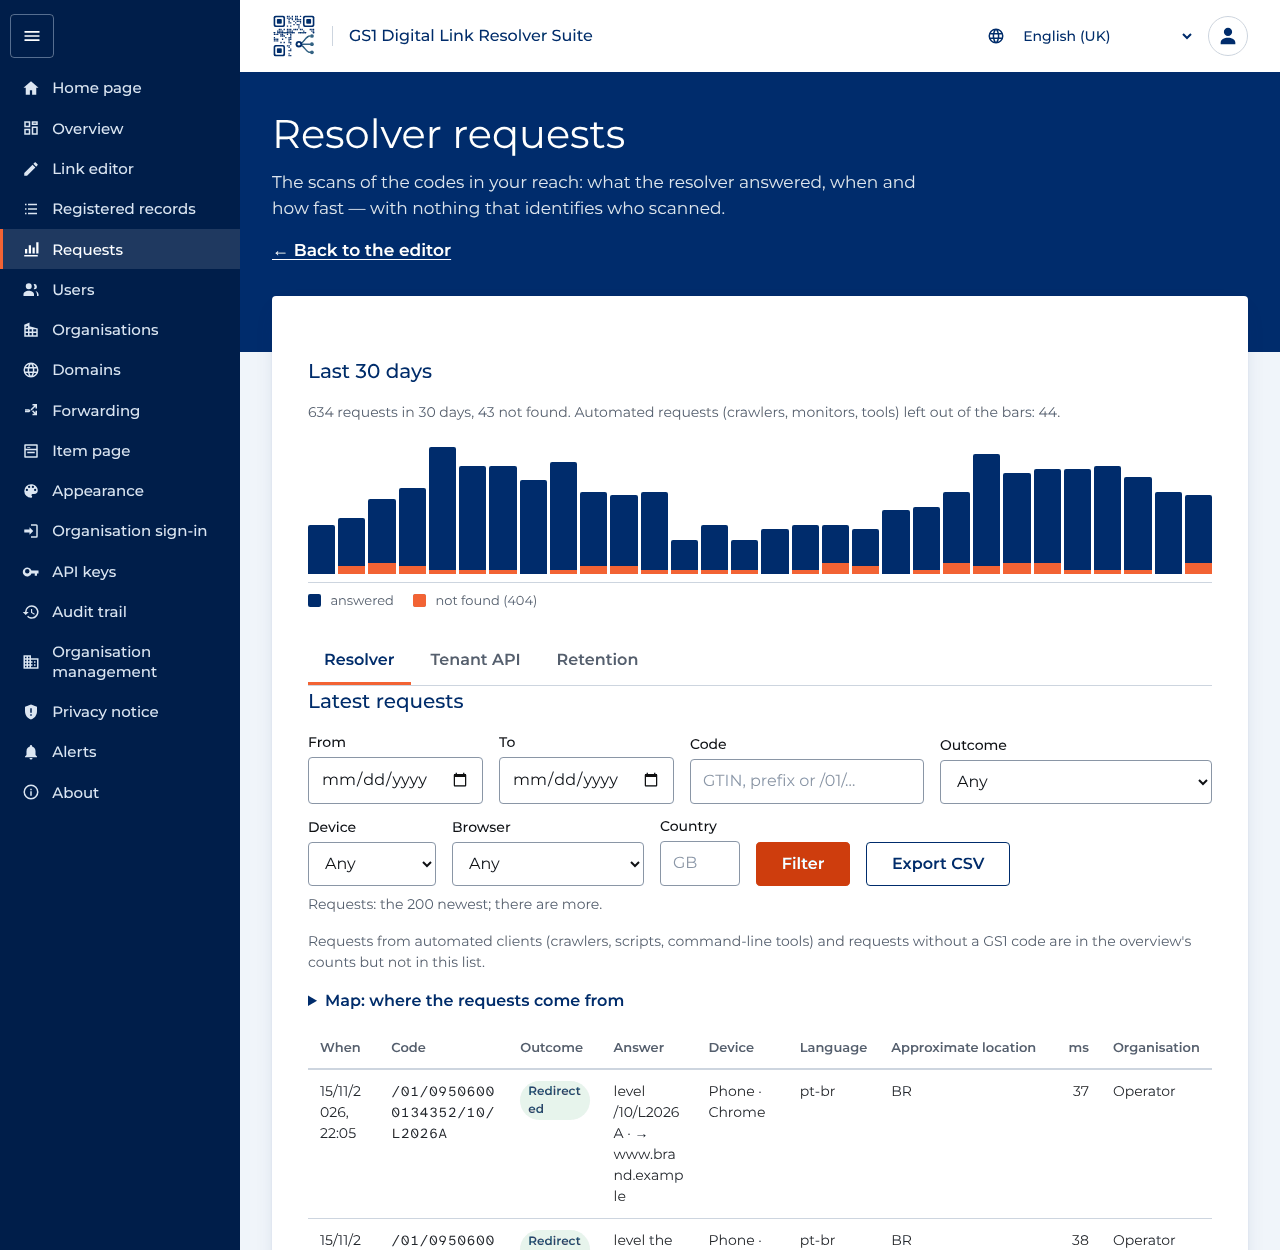 GS1 Digital Link Resolver Suite
English (UK)
Home page
Overview
Link editor
Registered records
Requests
Users
Organisations
Domains
Forwarding
Item page
Appearance
Organisation sign-in
API keys
Audit trail
Organisation
management
Privacy notice
Alerts
About
Resolver requests
The scans of the codes in your reach: what the resolver answered, when and
how fast — with nothing that identifies who scanned.
← Back to the editor
Last 30 days
634 requests in 30 days, 43 not found. Automated requests (crawlers, monitors, tools) left out of the bars: 44.
answered not found (404)
Resolver Tenant API Retention
Latest requests
From To Code Outcome
mm/dd/yyyy mm/dd/yyyy GTIN, prefix or /01/... Any
Device Browser Country
Any Any GB Filter Export CSV
Requests: the 200 newest; there are more.
Requests from automated clients (crawlers, scripts, command-line tools) and requests without a GS1 code are in the overview's
counts but not in this list.
Map: where the requests come from
When Code Outcome Answer Device Language Approximate location ms Organisation
15/11/2 /01/0950600 Redirect level Phone · pt-br BR 37 Operator
026, 0134352/10/ ed /10/L2026 Chrome
22:05 L2026A A · →
www.bra
nd.examp
le
15/11/2 /01/0950600 Redirect level the Phone · pt-br BR 38 Operator